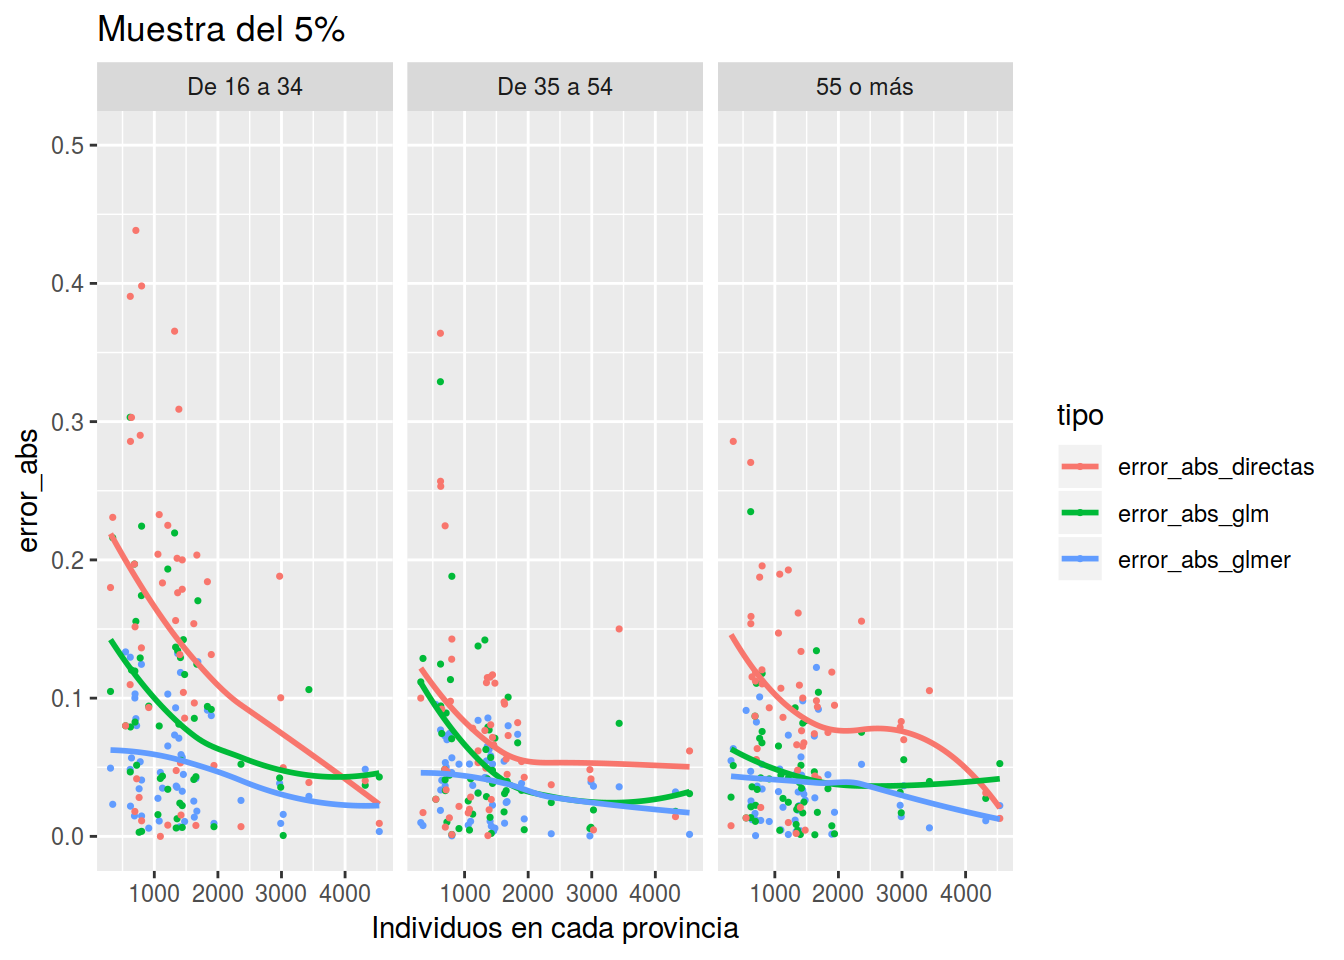 Muestra del 5%
De 16 a 34
De 35 a 54
55 o más
0.5
0.4
0.3
0.2
0.1
0.0
error_abs
1000 2000 3000 4000
1000 2000 3000 4000
1000 2000 3000 4000
Individuos en cada provincia
tipo
error_abs_directas
error_abs_glm
error_abs_glmer